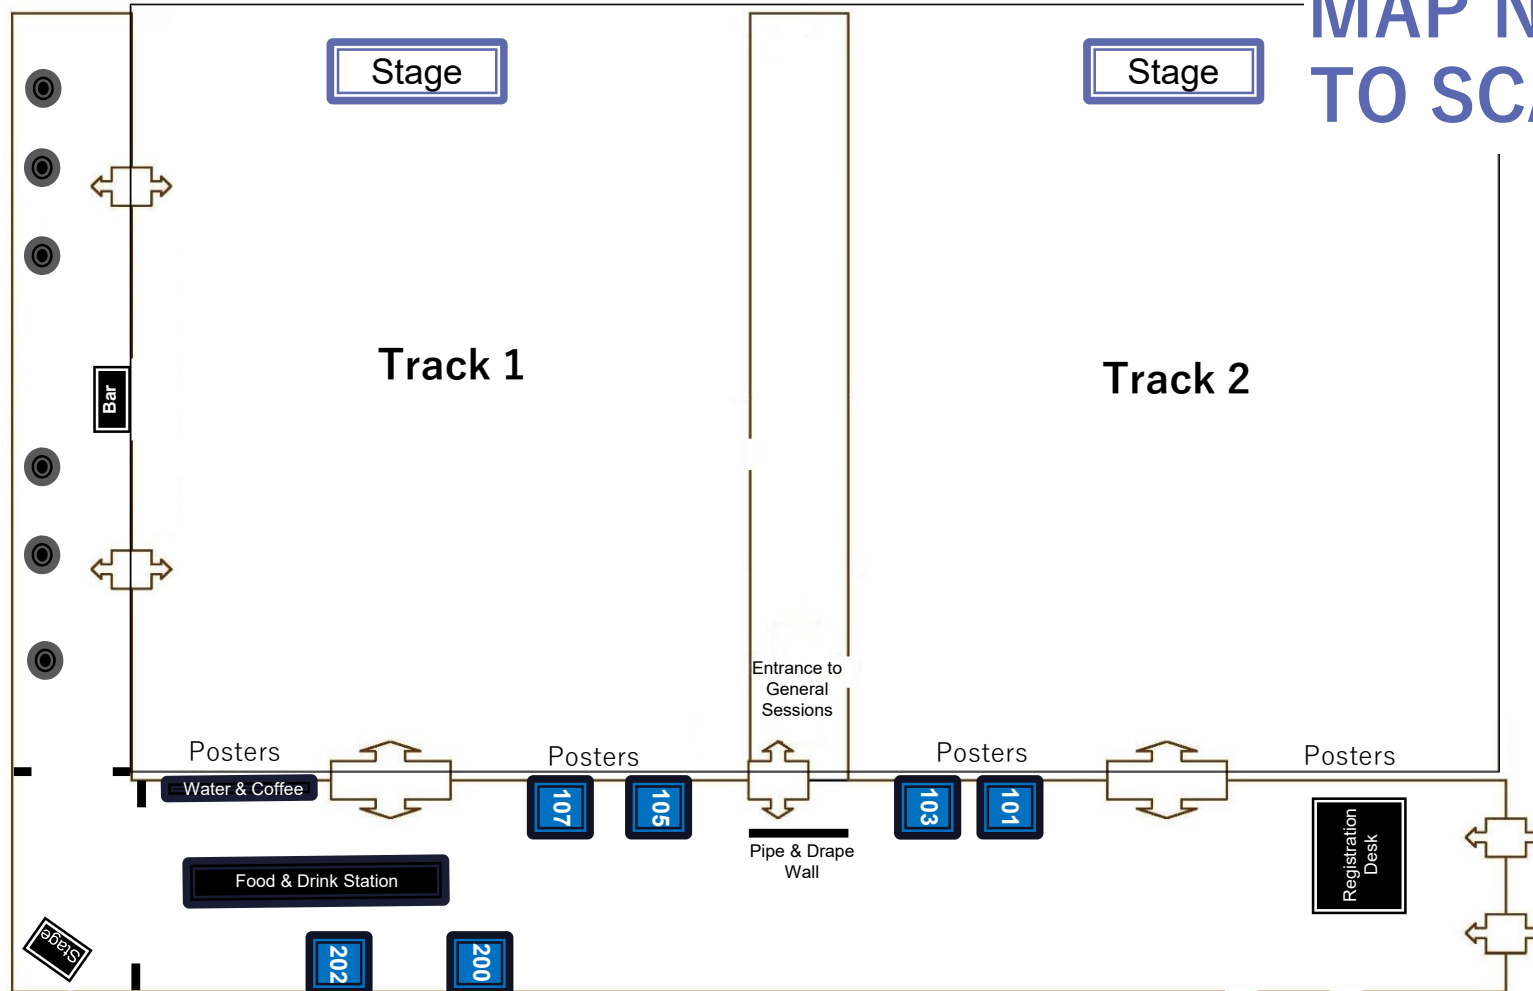 MAP N
TO SCA
Stage
Stage
Track 1
Track 2
Bar
Entrance to
General
Sessions
Posters
Posters
Posters
Posters
Water & Coffee
107
105
103
101
Pipe & Drape
Wall
Registration
Desk
Food & Drink Station
Stage
202
200